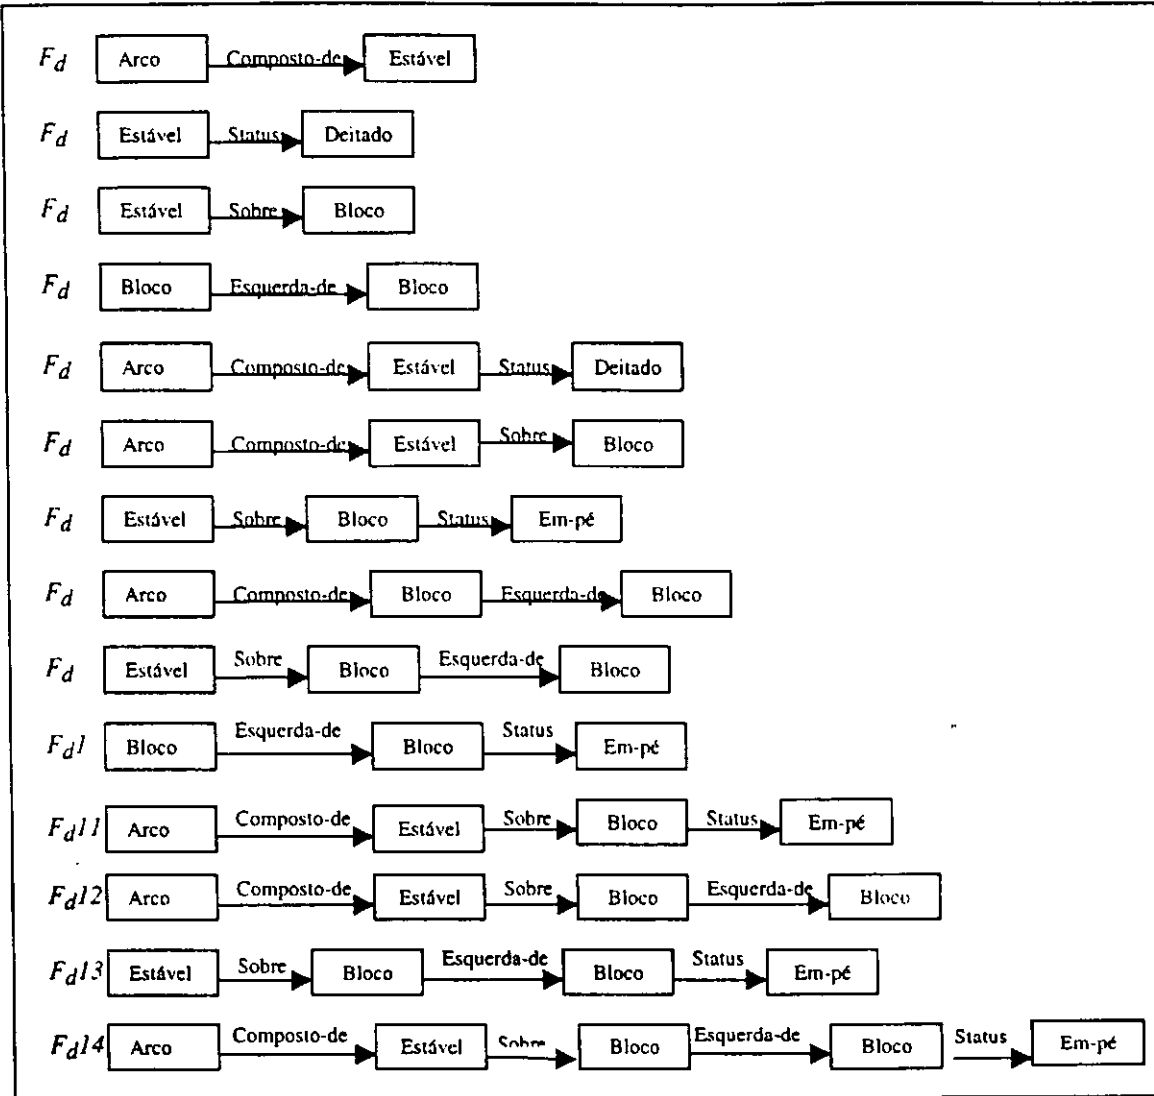 Fd Arco Composto-de Estável
Fd Estável Status Deitado
Fd Estável Sobre Bloco
Fd Bloco Esquerda-de Bloco
Fd Arco Composto-de Estável Status Deitado
Fd Arco Composto-de Estável Sobre Bloco
Fd Estável Sobre Bloco Status Em-pé
Fd Arco Composto-de Bloco Esquerda-de Bloco
Fd Estável Sobre Bloco Esquerda-de Bloco
Fd1 Bloco Esquerda-de Bloco Status Em-pé
Fd11 Arco Composto-de Estável Sobre Bloco Status Em-pé
Fd12 Arco Composto-de Estável Sobre Bloco Esquerda-de Bloco
Fd13 Estável Sobre Bloco Esquerda-de Bloco Status Em-pé
Fd14 Arco Composto-de Estável Sobre Bloco Esquerda-de Bloco Status Em-pé